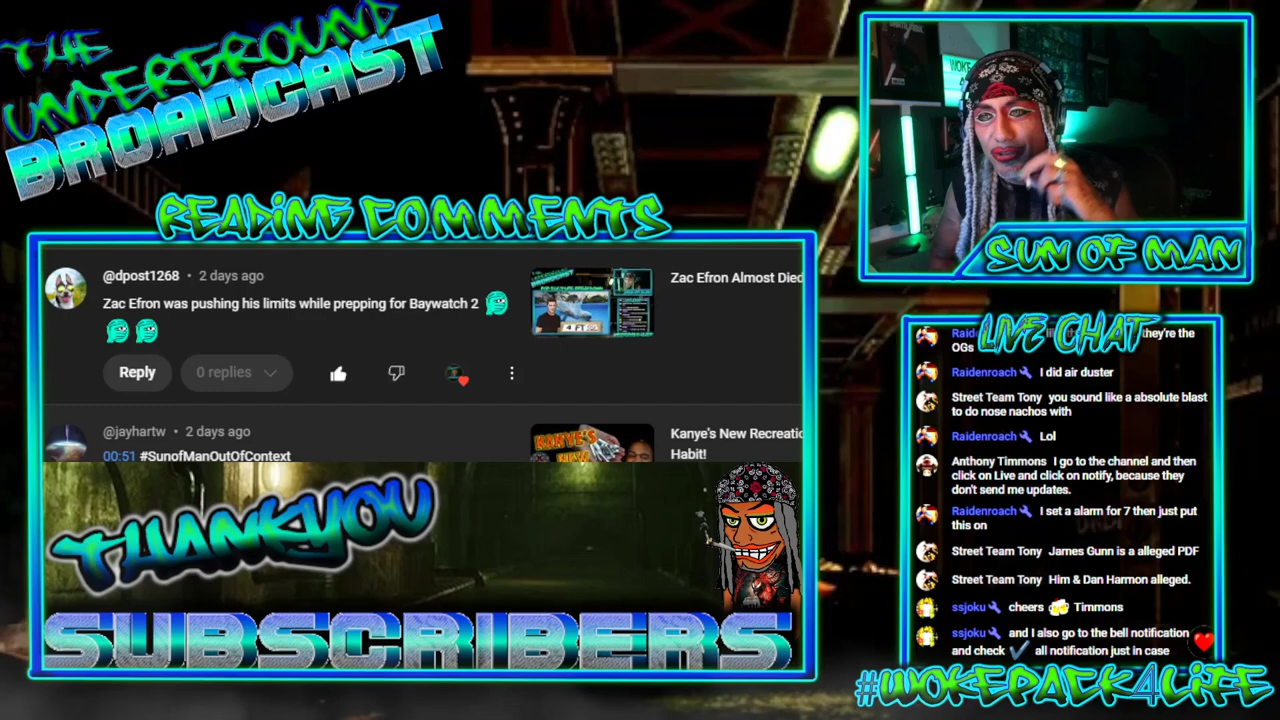 THE
UNDERGROUND
BROADCAST
READING COMMENTS
@dpost1268 • 2 days ago
Zac Efron was pushing his limits while prepping for Baywatch 2
Reply
0 replies
Zac Efron Almost Died
4 FT
@jayhartw • 2 days ago
00:51 #SunofManOutOfContext
KANYE'S
NEW
Kanye's New Recreatio
Habit!
THANKYOU
SUBSCRIBERS
WOKE
SUN OF MAN
LIVE CHAT
they're the
OGs
Raidenroach I did air duster
Street Team Tony you sound like a absolute blast
to do nose nachos with
Raidenroach Lol
Anthony Timmons I go to the channel and then
click on Live and click on notify, because they
don't send me updates.
Raidenroach I set a alarm for 7 then just put
this on
Street Team Tony James Gunn is a alleged PDF
Street Team Tony Him & Dan Harmon alleged.
ssjoku cheers 🍻 Timmons
ssjoku and I also go to the bell notification
and check ✔ all notification just in case
#WOKEPACK4LIFE